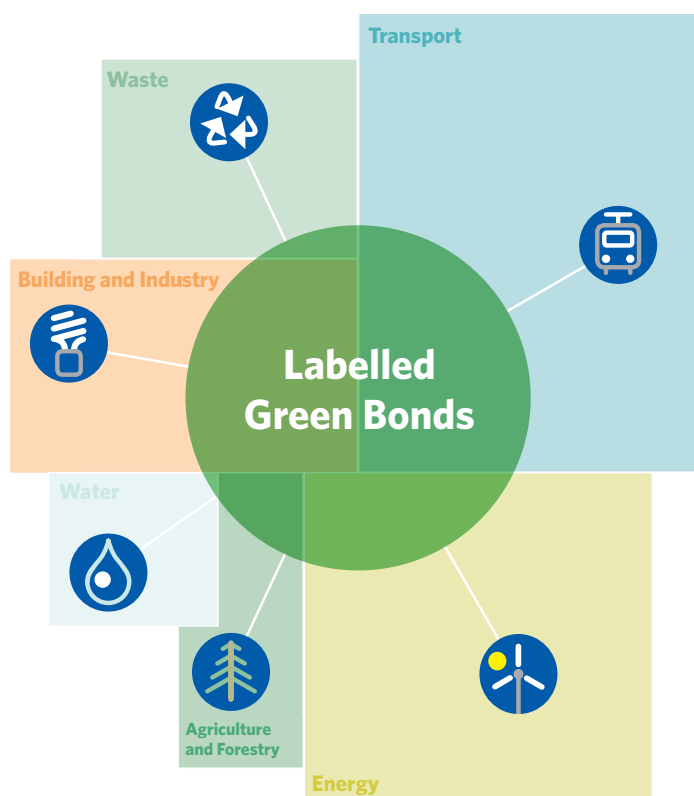 Transport
Waste
Building and Industry
Labelled
Green Bonds
Water
Agriculture
and Forestry
Energy